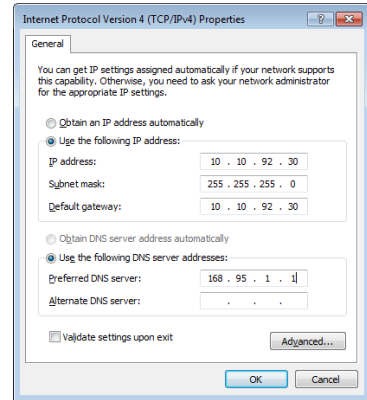 Internet Protocol Version 4 (TCP/IPv4) Properties
General
You can get IP settings assigned automatically if your network supports
this capability. Otherwise, you need to ask your network administrator
for the appropriate IP settings.
Obtain an IP address automatically
Use the following IP address:
IP address: 10 . 10 . 92 . 30
Subnet mask: 255 . 255 . 255 . 0
Default gateway: 10 . 10 . 92 . 30
Obtain DNS server address automatically
Use the following DNS server addresses:
Preferred DNS server: 168 . 95 . 1 . 1
Alternate DNS server: . . .
Validate settings upon exit
Advanced...
OK Cancel